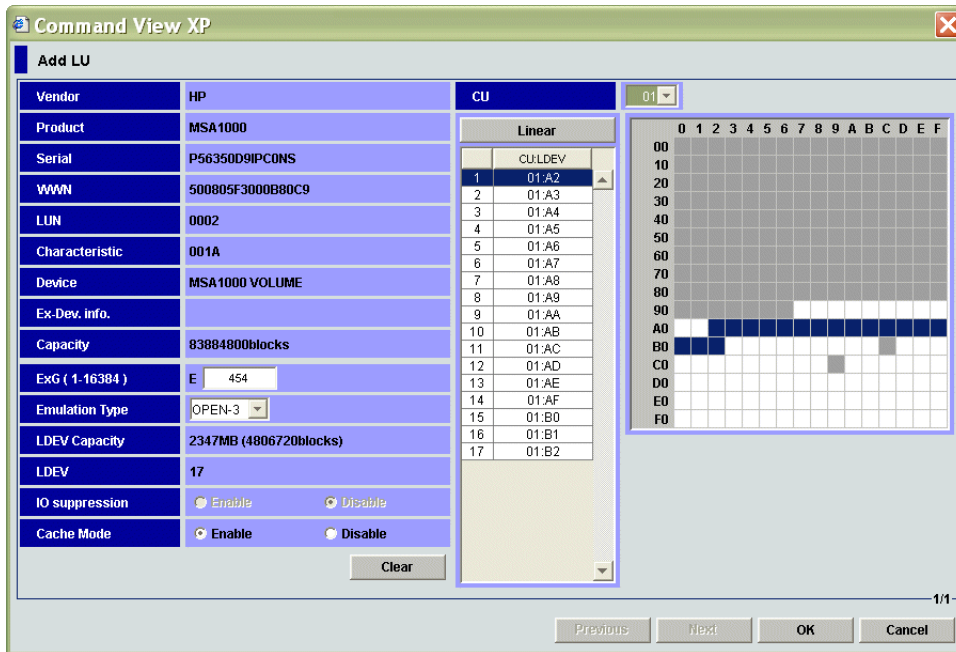 Command View XP
Add LU
Vendor HP
Product MSA1000
Serial P56350D9IPC0NS
WWN 500805F3000B80C9
LUN 0002
Characteristic 001A
Device MSA1000 VOLUME
Ex-Dev. info.
Capacity 83884800blocks
ExG ( 1-16384 ) E 454
Emulation Type OPEN-3
LDEV Capacity 2347MB (4806720blocks)
LDEV 17
IO suppression Enable Disable
Cache Mode Enable Disable
Clear
CU 01
Linear
CU:LDEV
1 01:A2
2 01:A3
3 01:A4
4 01:A5
5 01:A6
6 01:A7
7 01:A8
8 01:A9
9 01:AA
10 01:AB
11 01:AC
12 01:AD
13 01:AE
14 01:AF
15 01:B0
16 01:B1
17 01:B2
0 1 2 3 4 5 6 7 8 9 A B C D E F
00
10
20
30
40
50
60
70
80
90
A0
B0
C0
D0
E0
F0
1/1
Previous Next OK Cancel